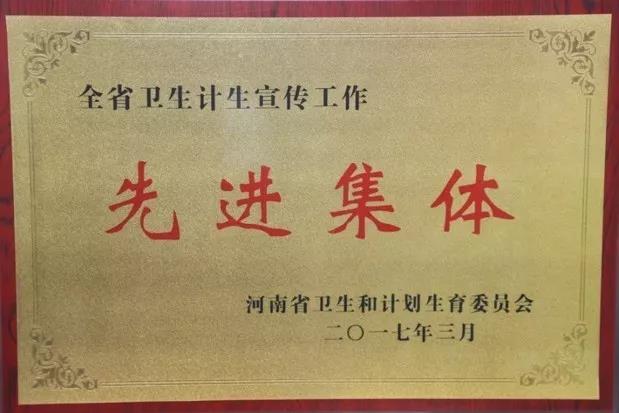 全省卫生计生宣传工作
先进集体
河南省卫生和计划生育委员会
二〇一七年三月